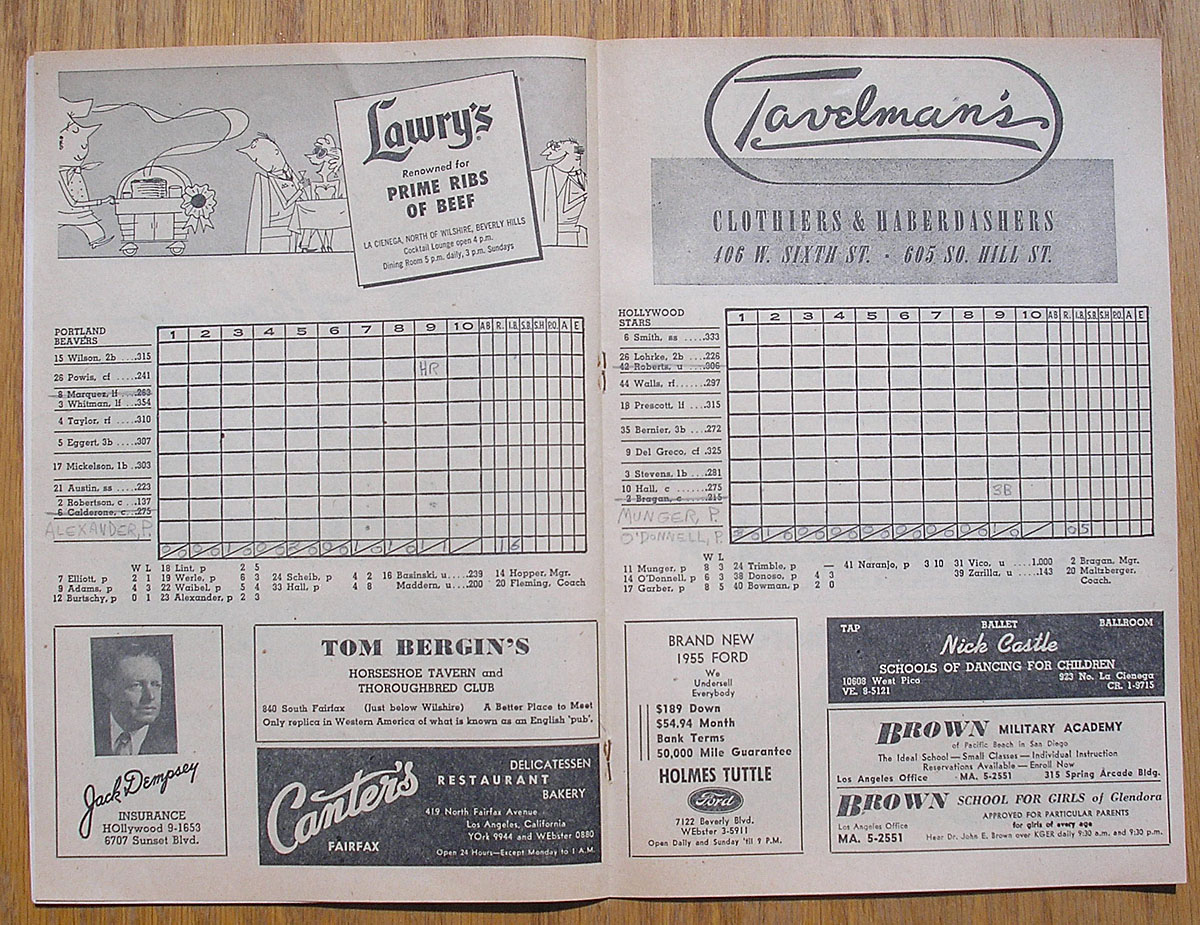 Lawry's
Renowned for
PRIME RIBS
OF BEEF
LA CIENEGA, NORTH OF WILSHIRE, BEVERLY HILLS
Cocktail Lounge open 4 p.m.
Dining Room 5 p.m. daily, 3 p.m. Sundays
PORTLAND
BEAVERS
1 2 3 4 5 6 7 8 9 10 AB R. I.B. S.B. S.H P.O. A E
15 Wilson, 2b ....315
26 Powis, cf .....241
HR
8 Marquez, lf ...263
3 Whitman, lf ...354
4 Taylor, rf .....310
5 Eggert, 3b .....307
17 Mickelson, 1b .303
21 Austin, ss .....223
2 Robertson, c ..137
6 Calderone, c...275
ALEXANDER, P.
W L
7 Elliott, p 2 1
9 Adams, p 4 3
12 Burtschy, p 0 1
18 Lint, p 2 5
19 Werle, p 6 3
22 Waibel, p 5 4
23 Alexander, p 2 3
24 Scheib, p 4 2
33 Hall, p 4 8
16 Basinski, u ......239
Maddern, u ....200
14 Hopper, Mgr.
20 Fleming, Coach
Jack Dempsey
INSURANCE
HOllywood 9-1653
6707 Sunset Blvd.
TOM BERGIN'S
HORSESHOE TAVERN and
THOROUGHBRED CLUB
840 South Fairfax (Just below Wilshire) A Better Place to Meet
Only replica in Western America of what is known as an English 'pub'.
Canter's
FAIRFAX
DELICATESSEN
RESTAURANT
BAKERY
419 North Fairfax Avenue
Los Angeles, California
YOrk 9944 and WEbster 0880
Open 24 Hours—Except Monday to 1 A.M.
Tavelman's
CLOTHIERS & HABERDASHERS
406 W. SIXTH ST. · 605 SO. HILL ST.
HOLLYWOOD
STARS
1 2 3 4 5 6 7 8 9 10 AB R. I.B. S.B. S.H P.O. A E
6 Smith, ss .....333
26 Lohrke, 2b ...226
42 Roberts, u ....306
44 Walls, rf.......297
18 Prescott, lf ....315
35 Bernier, 3b ...272
9 Del Greco, cf .325
3 Stevens, 1b ...281
10 Hall, c .......275
3B
2 Bragan, c .....215
MUNGER, P.
O'DONNELL, P.
W L
11 Munger, p 8 3
14 O'Donnell, p 6 3
17 Garber, p 8 5
24 Trimble, p —
38 Donoso, p 4 3
40 Bowman, p 2 0
41 Naranjo, p 3 10
31 Vico, u ......1.000
39 Zarilla, u .....143
2 Bragan, Mgr.
20 Maltzberger,
Coach.
BRAND NEW
1955 FORD
We
Undersell
Everybody
$189 Down
$54.94 Month
Bank Terms
50,000 Mile Guarantee
HOLMES TUTTLE
Ford
7122 Beverly Blvd.
WEbster 3-5911
Open Daily and Sunday 'till 9 P.M.
TAP BALLET BALLROOM
Nick Castle
SCHOOLS OF DANCING FOR CHILDREN
10608 West Pico
VE. 8-5121
923 No. La Cienega
CR. 1-9715
BROWN MILITARY ACADEMY
of Pacific Beach in San Diego
The Ideal School—Small Classes—Individual Instruction
Reservations Available—Enroll Now
Los Angeles Office - MA. 5-2551 315 Spring Arcade Bldg.
BROWN SCHOOL FOR GIRLS of Glendora
APPROVED FOR PARTICULAR PARENTS
for girls of every age
Los Angeles Office
MA. 5-2551
Hear Dr. John E. Brown over KGER daily 9:30 a.m. and 9:30 p.m.